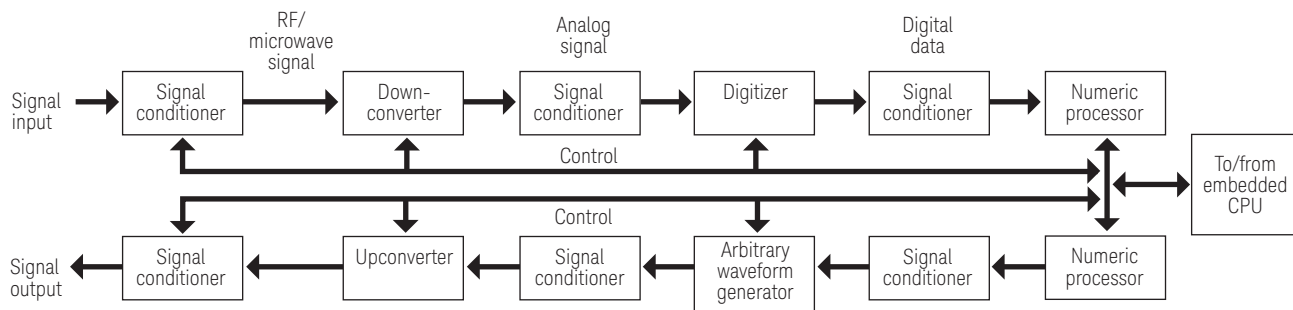 RF/
microwave
signal
Analog
signal
Digital
data
Signal
input
Signal
conditioner
Down-
converter
Signal
conditioner
Digitizer
Signal
conditioner
Numeric
processor
Control
To/from
embedded
CPU
Control
Signal
output
Signal
conditioner
Upconverter
Signal
conditioner
Arbitrary
waveform
generator
Signal
conditioner
Numeric
processor